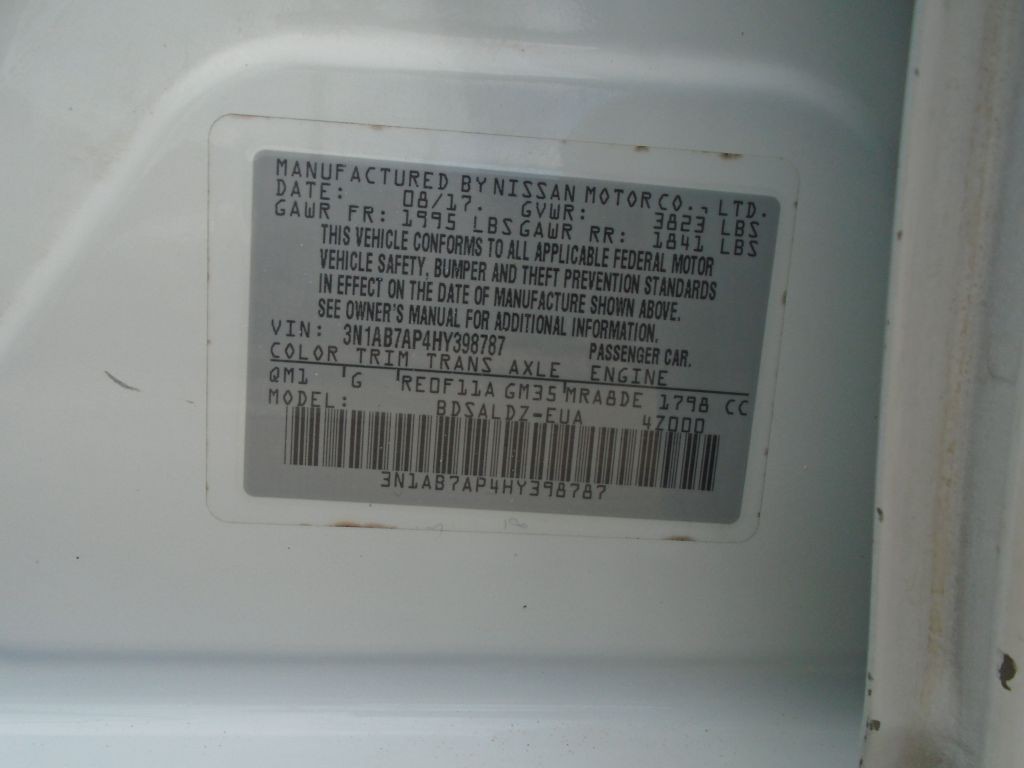 MANUFACTURED BY NISSAN MOTOR CO., LTD.
DATE: 08/17. GVWR: 3823 LBS
GAWR FR: 1995 LBS GAWR RR: 1841 LBS
THIS VEHICLE CONFORMS TO ALL APPLICABLE FEDERAL MOTOR
VEHICLE SAFETY, BUMPER AND THEFT PREVENTION STANDARDS
IN EFFECT ON THE DATE OF MANUFACTURE SHOWN ABOVE.
SEE OWNER'S MANUAL FOR ADDITIONAL INFORMATION.
VIN: 3N1AB7AP4HY398787 PASSENGER CAR.
COLOR TRIM TRANS AXLE ENGINE
QM1 G RE0F11A GM35 MRA8DE 1798 CC
MODEL: BDSALDZ-EUA 47000
3N1AB7AP4HY398787